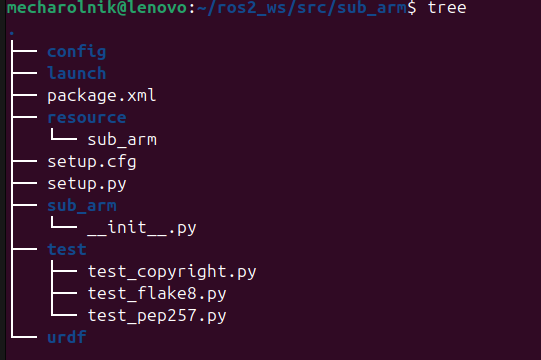 mecharolnik@lenovo:~/ros2_ws/src/sub_arm$ tree
.
├── config
├── launch
├── package.xml
├── resource
│   └── sub_arm
├── setup.cfg
├── setup.py
├── sub_arm
│   └── __init__.py
├── test
│   ├── test_copyright.py
│   ├── test_flake8.py
│   └── test_pep257.py
└── urdf